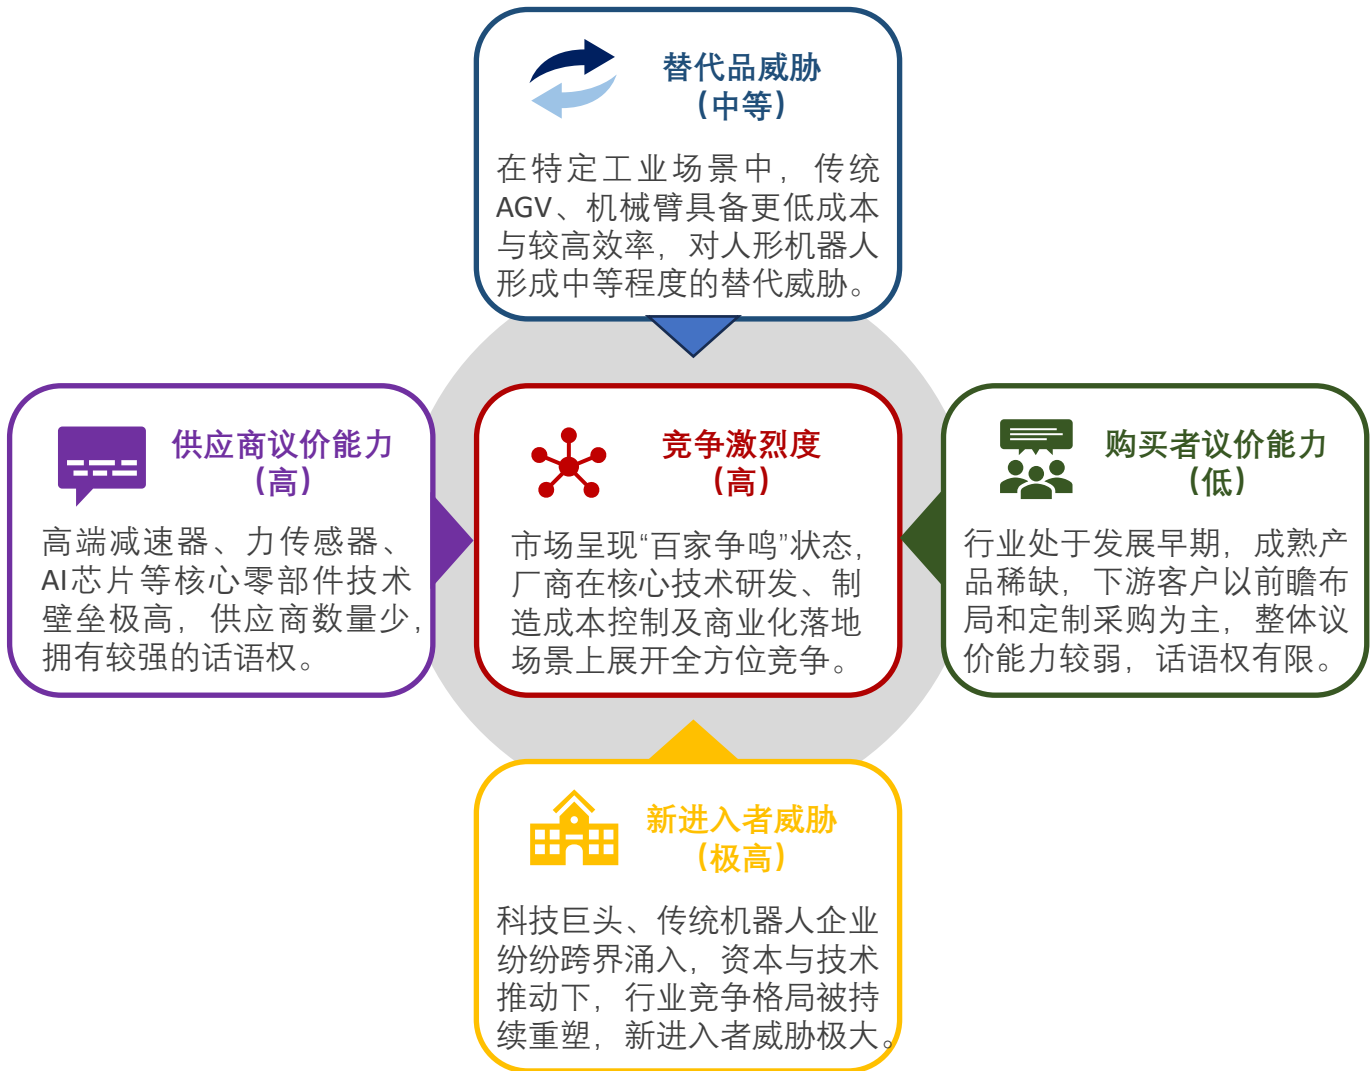 替代品威胁
（中等）
在特定工业场景中，传统
AGV、机械臂具备更低成本
与较高效率，对人形机器人
形成中等程度的替代威胁。
供应商议价能力
（高）
高端减速器、力传感器、
AI芯片等核心零部件技术
壁垒极高，供应商数量少，
拥有较强的话语权。
竞争激烈度
（高）
市场呈现“百家争鸣”状态，
厂商在核心技术研发、制
造成本控制及商业化落地
场景上展开全方位竞争。
购买者议价能力
（低）
行业处于发展早期，成熟产
品稀缺，下游客户以前瞻布
局和定制采购为主，整体议
价能力较弱，话语权有限。
新进入者威胁
（极高）
科技巨头、传统机器人企业
纷纷跨界涌入，资本与技术
推动下，行业竞争格局被持
续重塑，新进入者威胁极大。